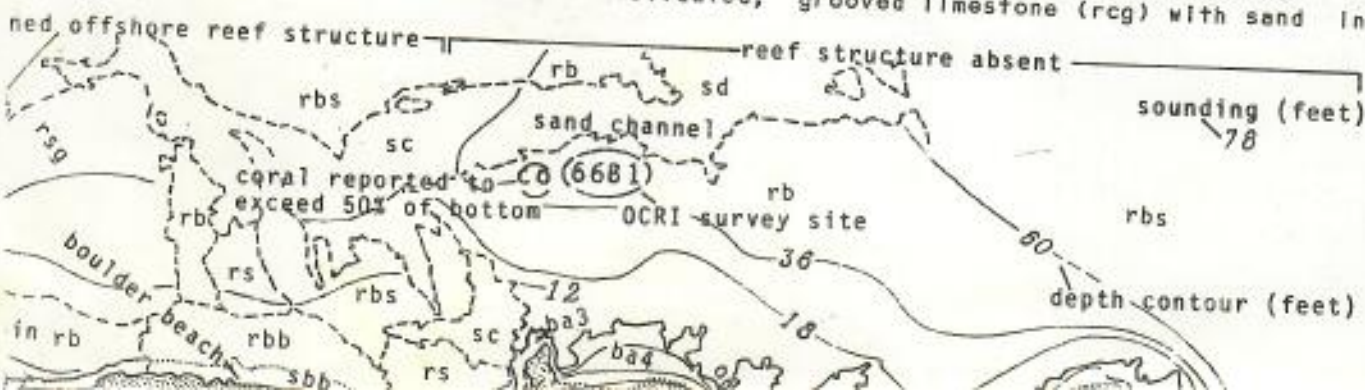 grooved limestone (rcg) with sand in
ned offshore reef structure
reef structure absent
rb
sd
rbs
sounding (feet)
78
sand channel
rsg
sc
coral reported to
ca (6681)
exceed 50% of bottom
rb
rb
OCRI survey site
rbs
boulder beach
rs
36
60
rbs
12
depth contour (feet)
18
ba3
in rb
rbb
sc
ba4
sbb
rs